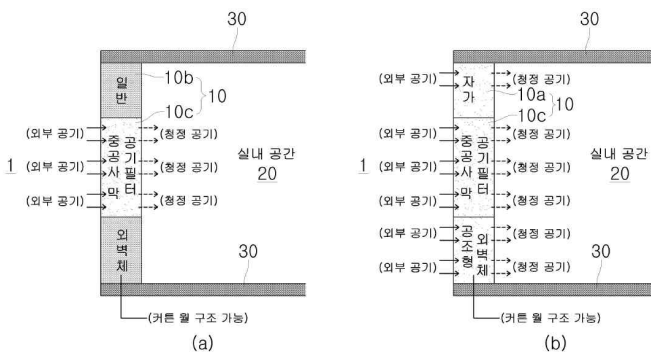 30
일반
10b
10
10c
(외부 공기)
(외부 공기)
(외부 공기)
중공사막
공기필터
(청정 공기)
(청정 공기)
(청정 공기)
1
실내 공간
20
외벽체
30
(커튼 월 구조 가능)
(a)
30
(외부 공기)
자가
(청정 공기)
10a
10
10c
(외부 공기)
(외부 공기)
(외부 공기)
중공사막
공기필터
(청정 공기)
(청정 공기)
(청정 공기)
1
실내 공간
20
(외부 공기)
(외부 공기)
공조형
외벽체
(청정 공기)
(청정 공기)
30
(커튼 월 구조 가능)
(b)